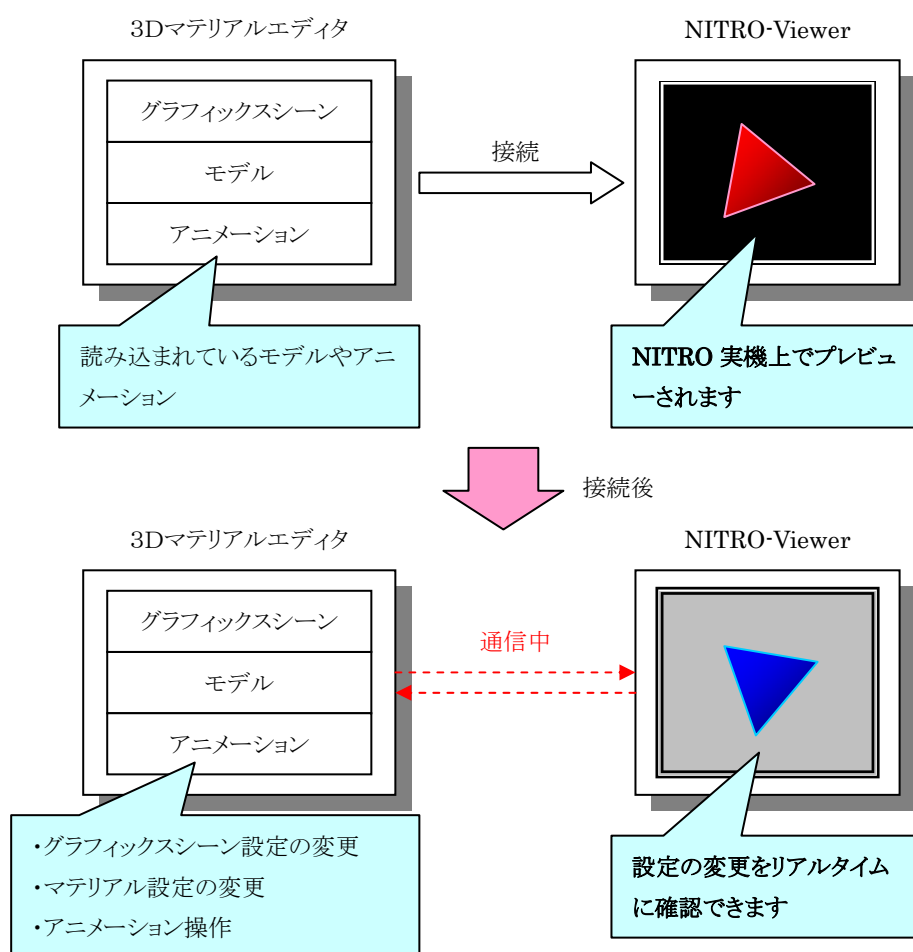 3Dマテリアルエディタ
NITRO-Viewer
グラフィックスシーン
モデル
アニメーション
接続
読み込まれているモデルやアニ
メーション
NITRO 実機上でプレビュ
ーされます
接続後
3Dマテリアルエディタ
NITRO-Viewer
グラフィックスシーン
モデル
アニメーション
通信中
・グラフィックスシーン設定の変更
・マテリアル設定の変更
・アニメーション操作
設定の変更をリアルタイム
に確認できます